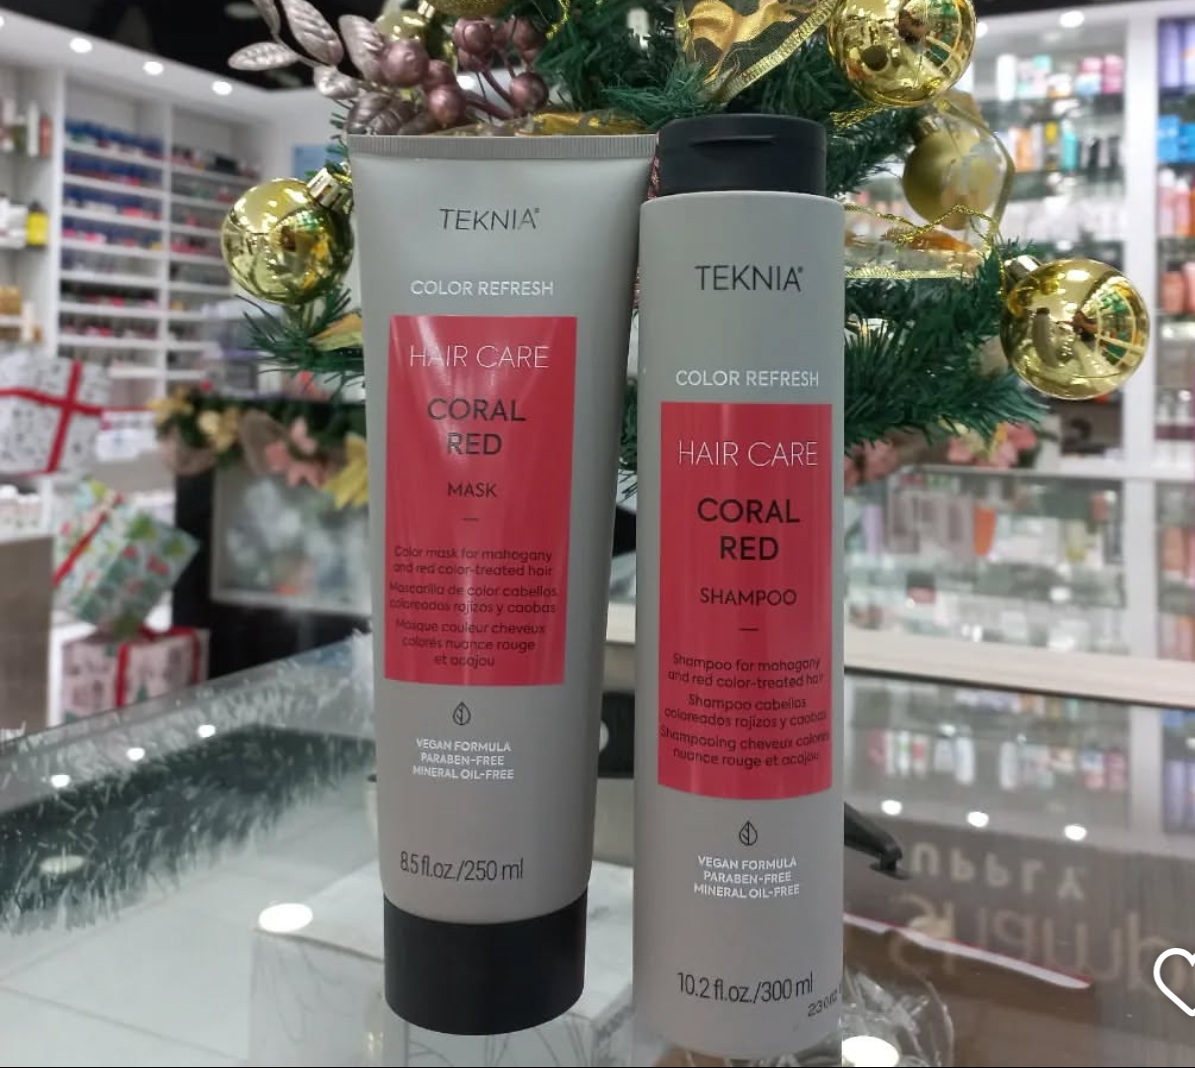 TEKNIA®
COLOR REFRESH
HAIR CARE
CORAL
RED
MASK
Color mask for mahogany
and red color-treated hair
Mascarilla de color cabellos
coloreados rojizos y caobas
Masque couleur cheveux
colorés nuance rouge
et acajou
VEGAN FORMULA
PARABEN-FREE
MINERAL OIL-FREE
8.5 fl.oz./250 ml
TEKNIA®
COLOR REFRESH
HAIR CARE
CORAL
RED
SHAMPOO
Shampoo for mahogany
and red color-treated hair
Shampoo cabellos
coloreados rojizos y caobas
Shampooing cheveux colorés
nuance rouge et acajou
VEGAN FORMULA
PARABEN-FREE
MINERAL OIL-FREE
10.2 fl.oz./300 ml
SUPPLY